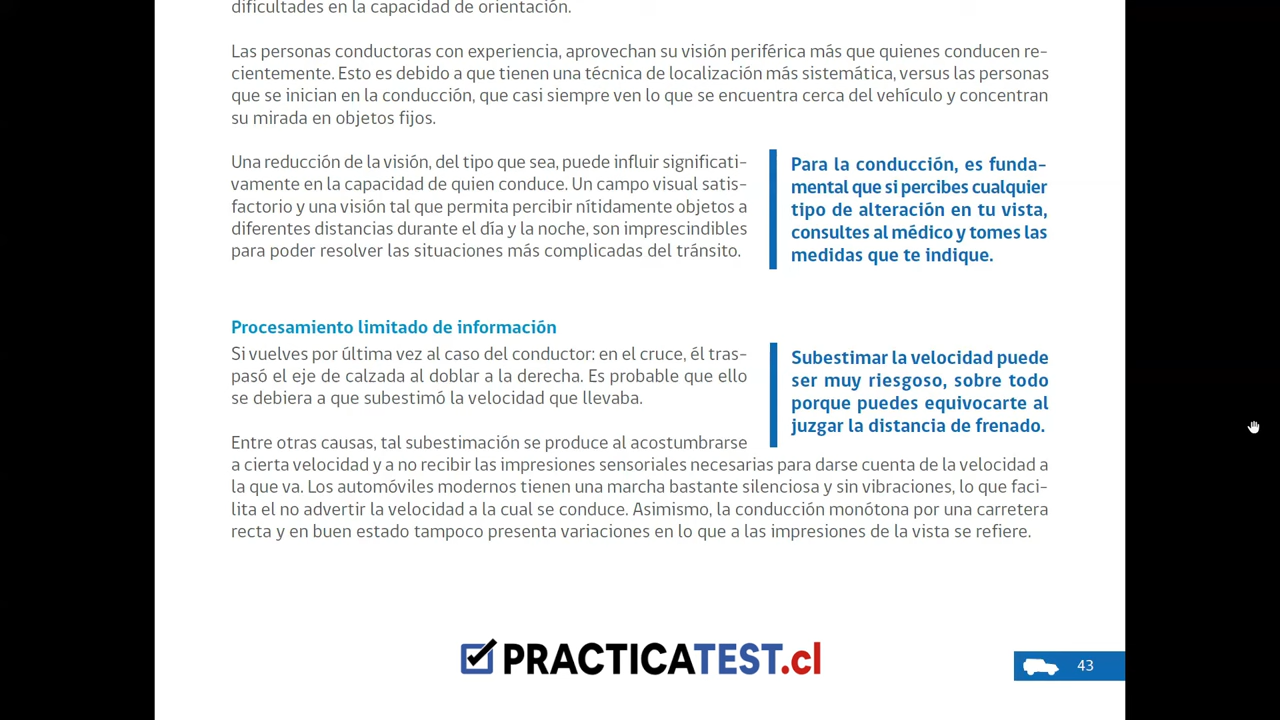 dificultades en la capacidad de orientación.
Las personas conductoras con experiencia, aprovechan su visión periférica más que quienes conducen re-
cientemente. Esto es debido a que tienen una técnica de localización más sistemática, versus las personas
que se inician en la conducción, que casi siempre ven lo que se encuentra cerca del vehículo y concentran
su mirada en objetos fijos.
Una reducción de la visión, del tipo que sea, puede influir significati-
vamente en la capacidad de quien conduce. Un campo visual satis-
factorio y una visión tal que permita percibir nítidamente objetos a
diferentes distancias durante el día y la noche, son imprescindibles
para poder resolver las situaciones más complicadas del tránsito.
Para la conducción, es funda-
mental que si percibes cualquier
tipo de alteración en tu vista,
consultes al médico y tomes las
medidas que te indique.
Procesamiento limitado de información
Si vuelves por última vez al caso del conductor: en el cruce, él tras-
pasó el eje de calzada al doblar a la derecha. Es probable que ello
se debiera a que subestimó la velocidad que llevaba.
Subestimar la velocidad puede
ser muy riesgoso, sobre todo
porque puedes equivocarte al
juzgar la distancia de frenado.
Entre otras causas, tal subestimación se produce al acostumbrarse
a cierta velocidad y a no recibir las impresiones sensoriales necesarias para darse cuenta de la velocidad a
la que va. Los automóviles modernos tienen una marcha bastante silenciosa y sin vibraciones, lo que faci-
lita el no advertir la velocidad a la cual se conduce. Asimismo, la conducción monótona por una carretera
recta y en buen estado tampoco presenta variaciones en lo que a las impresiones de la vista se refiere.
PRACTICATEST.cl
43